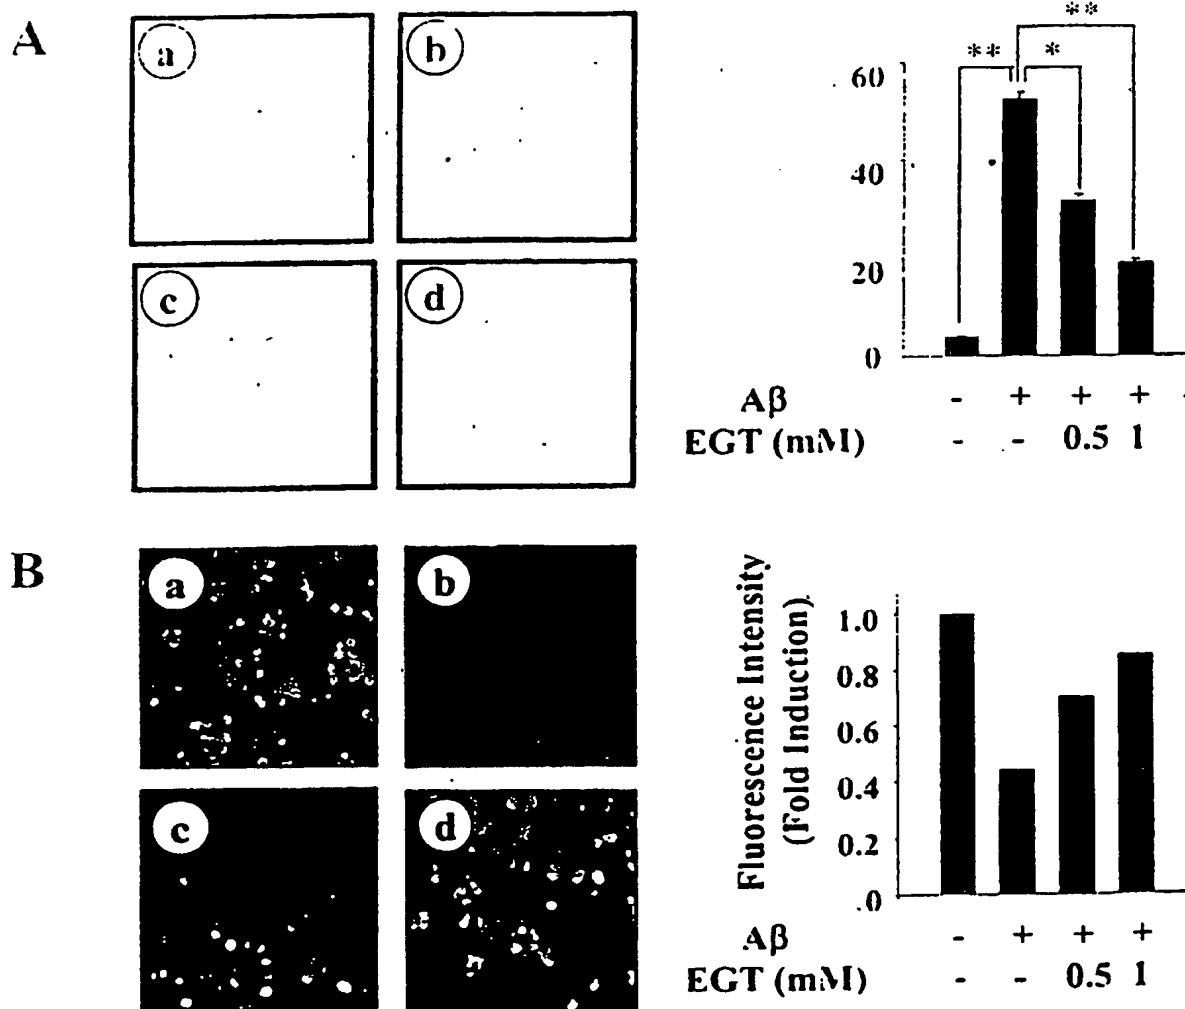 A
a
b
c
d
** ** *
60
40
20
0
Aβ - + + +
EGT (mM) - - 0.5 1
B
a
b
c
d
Fluorescence Intensity
(Fold Induction)
1.0
0.8
0.6
0.4
0.2
.0
Aβ - + + +
EGT (mM) - - 0.5 1